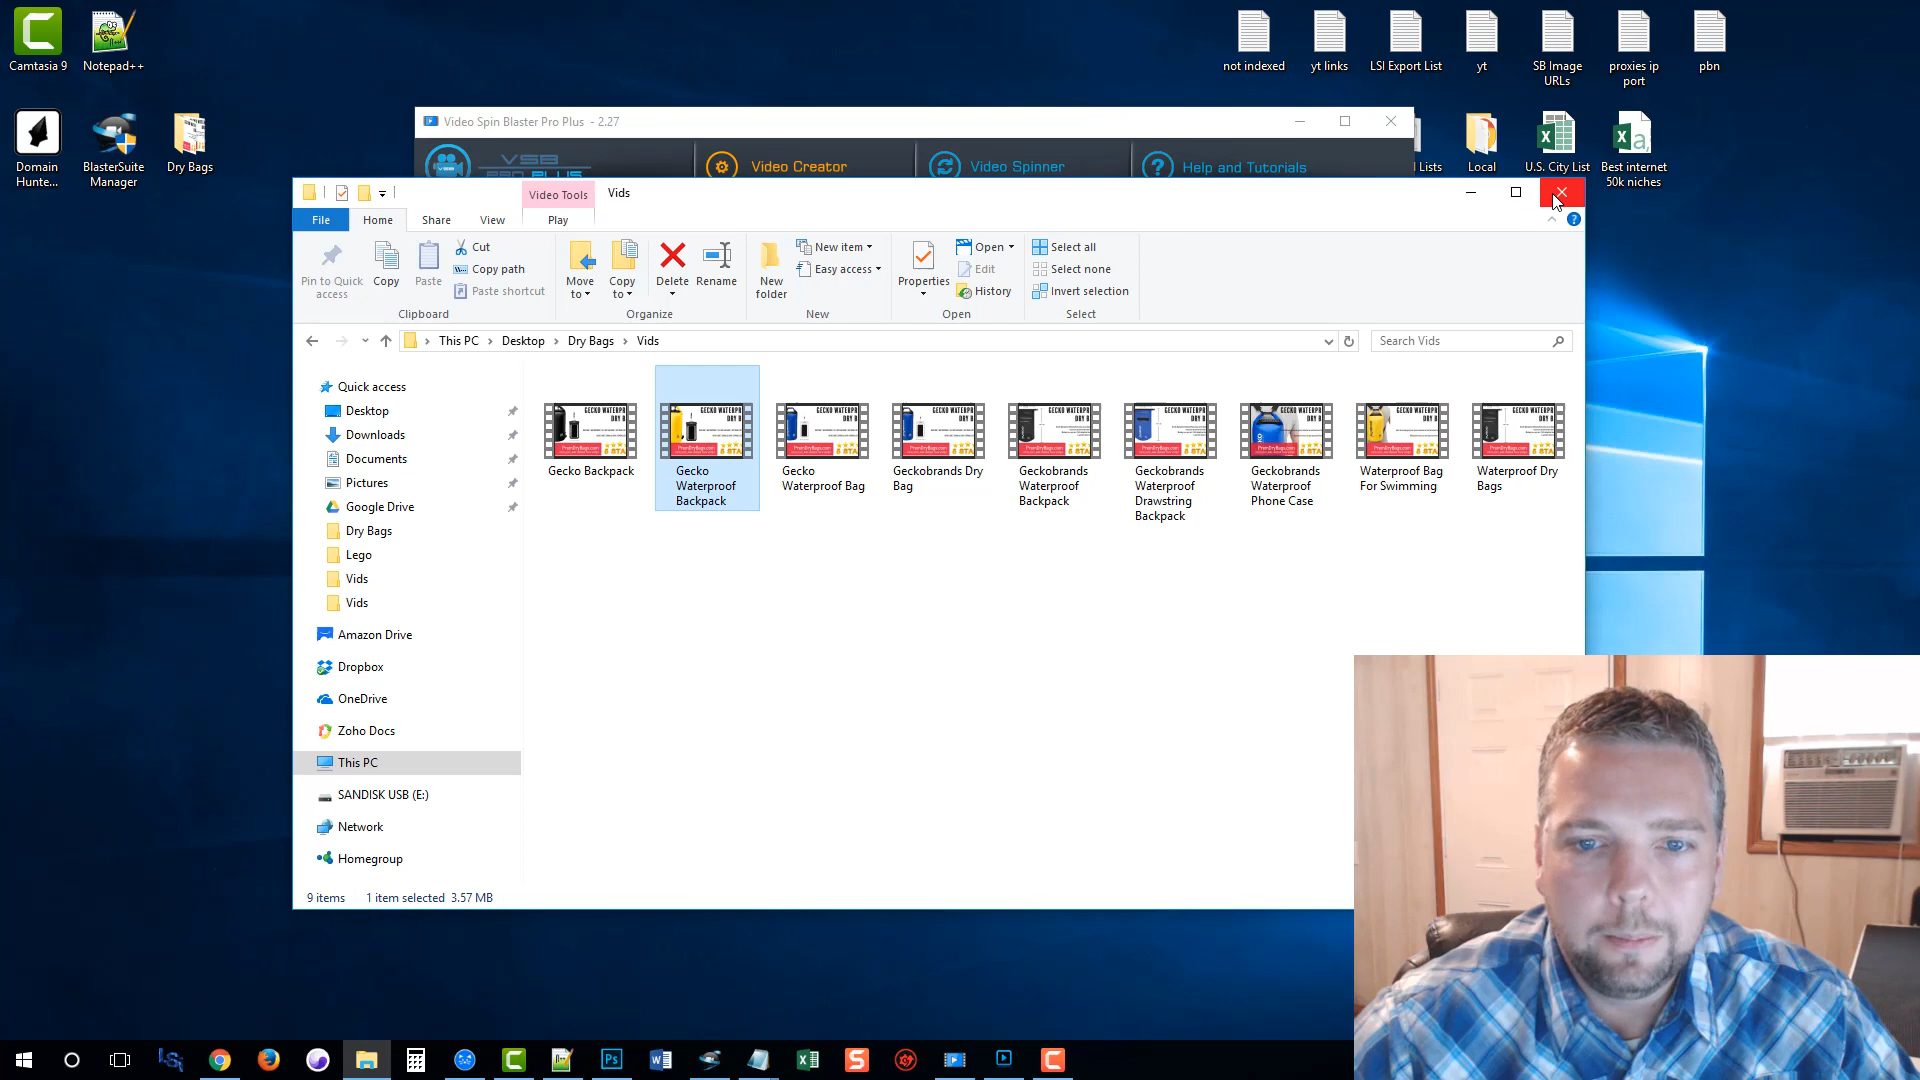 Camtasia 9
Notepad++
not indexed
yt links
LSI Export List
yt
SB Image
URLs
proxies ip
port
pbn
Domain
Hunte...
BlasterSuite
Manager
Dry Bags
l Lists
Local
U.S. City List
Best internet
50k niches
Video Spin Blaster Pro Plus - 2.27
VSB
PRO PLUS
Video Creator
Video Spinner
Help and Tutorials
Video Tools
Vids
File
Home
Share
View
Play
Pin to Quick
access
Copy
Paste
Cut
Copy path
Paste shortcut
Clipboard
Move
to
Copy
to
Delete
Rename
Organize
New
folder
New item
Easy access
New
Properties
Open
Edit
History
Open
Select all
Select none
Invert selection
Select
This PC
Desktop
Dry Bags
Vids
Search Vids
Quick access
Desktop
Downloads
Documents
Pictures
Google Drive
Dry Bags
Lego
Vids
Vids
Amazon Drive
Dropbox
OneDrive
Zoho Docs
This PC
SANDISK USB (E:)
Network
Homegroup
Gecko Backpack
Gecko
Waterproof
Backpack
Gecko
Waterproof Bag
Geckobrands Dry
Bag
Geckobrands
Waterproof
Backpack
Geckobrands
Waterproof
Drawstring
Backpack
Geckobrands
Waterproof
Phone Case
Waterproof Bag
For Swimming
Waterproof Dry
Bags
9 items
1 item selected 3.57 MB